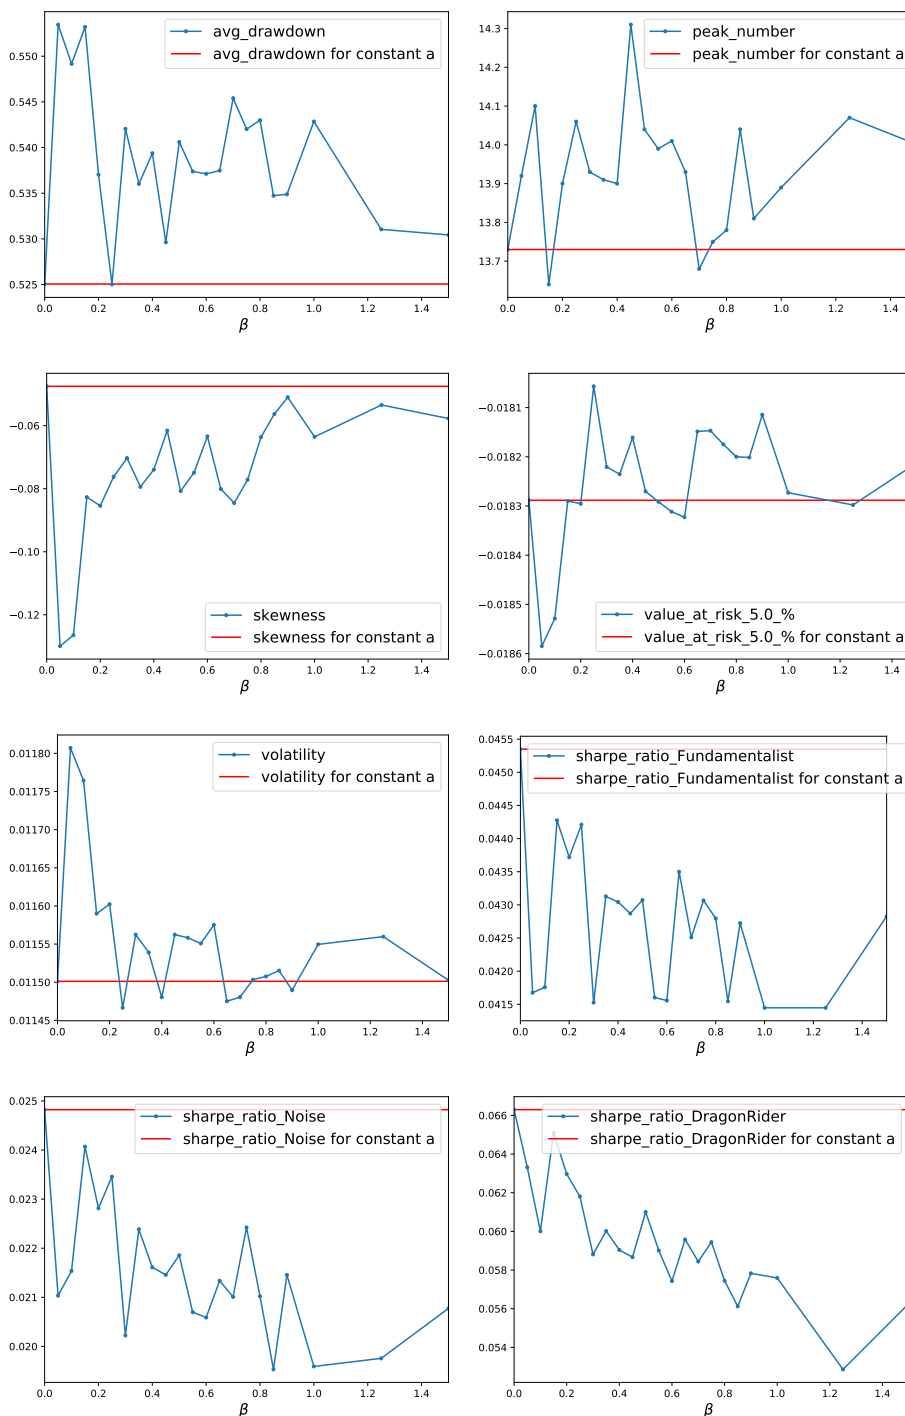 avg_drawdown
avg_drawdown for constant a
0.550
0.545
0.540
0.535
0.530
0.525
0.0 0.2 0.4 0.6 0.8 1.0 1.2 1.4
β
peak_number
peak_number for constant a
14.3
14.2
14.1
14.0
13.9
13.8
13.7
0.0 0.2 0.4 0.6 0.8 1.0 1.2 1.4
β
−0.06
−0.08
−0.10
−0.12
skewness
skewness for constant a
0.0 0.2 0.4 0.6 0.8 1.0 1.2 1.4
β
−0.0181
−0.0182
−0.0183
−0.0184
−0.0185
−0.0186
value_at_risk_5.0_%
value_at_risk_5.0_% for constant a
0.0 0.2 0.4 0.6 0.8 1.0 1.2 1.4
β
volatility
volatility for constant a
0.01180
0.01175
0.01170
0.01165
0.01160
0.01155
0.01150
0.01145
0.0 0.2 0.4 0.6 0.8 1.0 1.2 1.4
β
sharpe_ratio_Fundamentalist
sharpe_ratio_Fundamentalist for constant a
0.0455
0.0450
0.0445
0.0440
0.0435
0.0430
0.0425
0.0420
0.0415
0.0 0.2 0.4 0.6 0.8 1.0 1.2 1.4
β
sharpe_ratio_Noise
sharpe_ratio_Noise for constant a
0.025
0.024
0.023
0.022
0.021
0.020
0.0 0.2 0.4 0.6 0.8 1.0 1.2 1.4
β
sharpe_ratio_DragonRider
sharpe_ratio_DragonRider for constant a
0.066
0.064
0.062
0.060
0.058
0.056
0.054
0.0 0.2 0.4 0.6 0.8 1.0 1.2 1.4
β